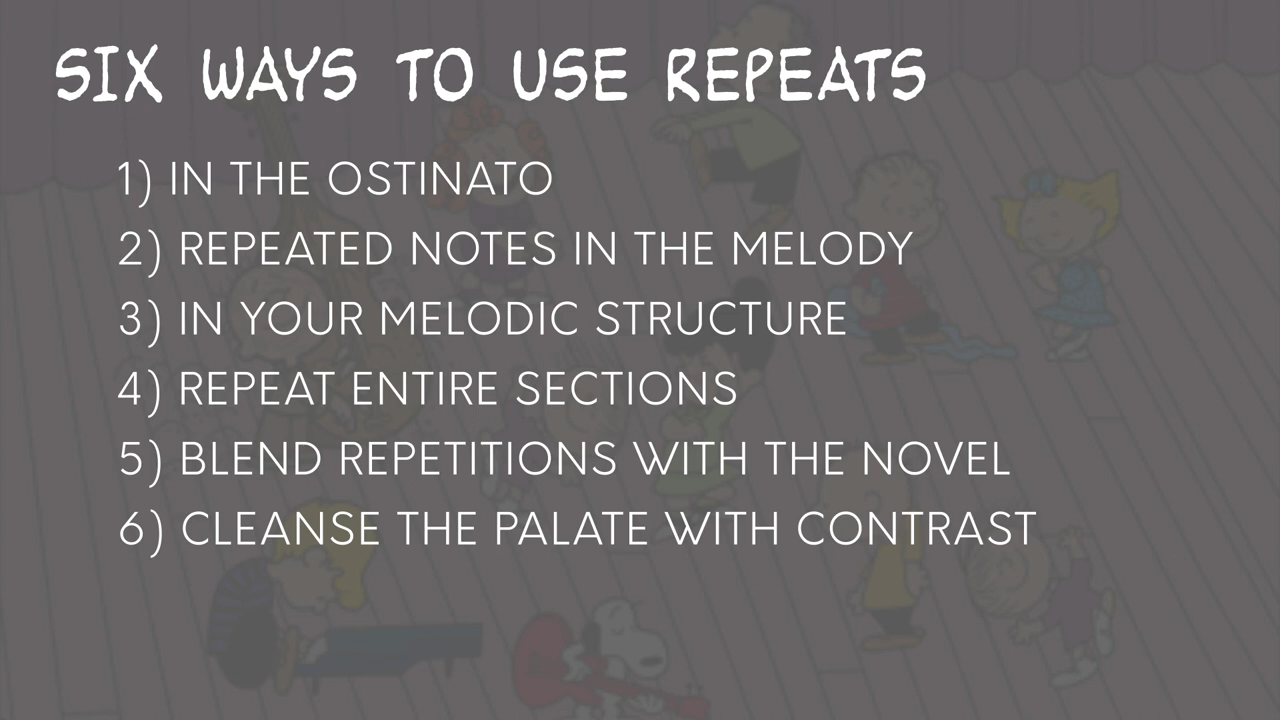 SIX WAYS TO USE REPEATS
1) IN THE OSTINATO
2) REPEATED NOTES IN THE MELODY
3) IN YOUR MELODIC STRUCTURE
4) REPEAT ENTIRE SECTIONS
5) BLEND REPETITIONS WITH THE NOVEL
6) CLEANSE THE PALATE WITH CONTRAST